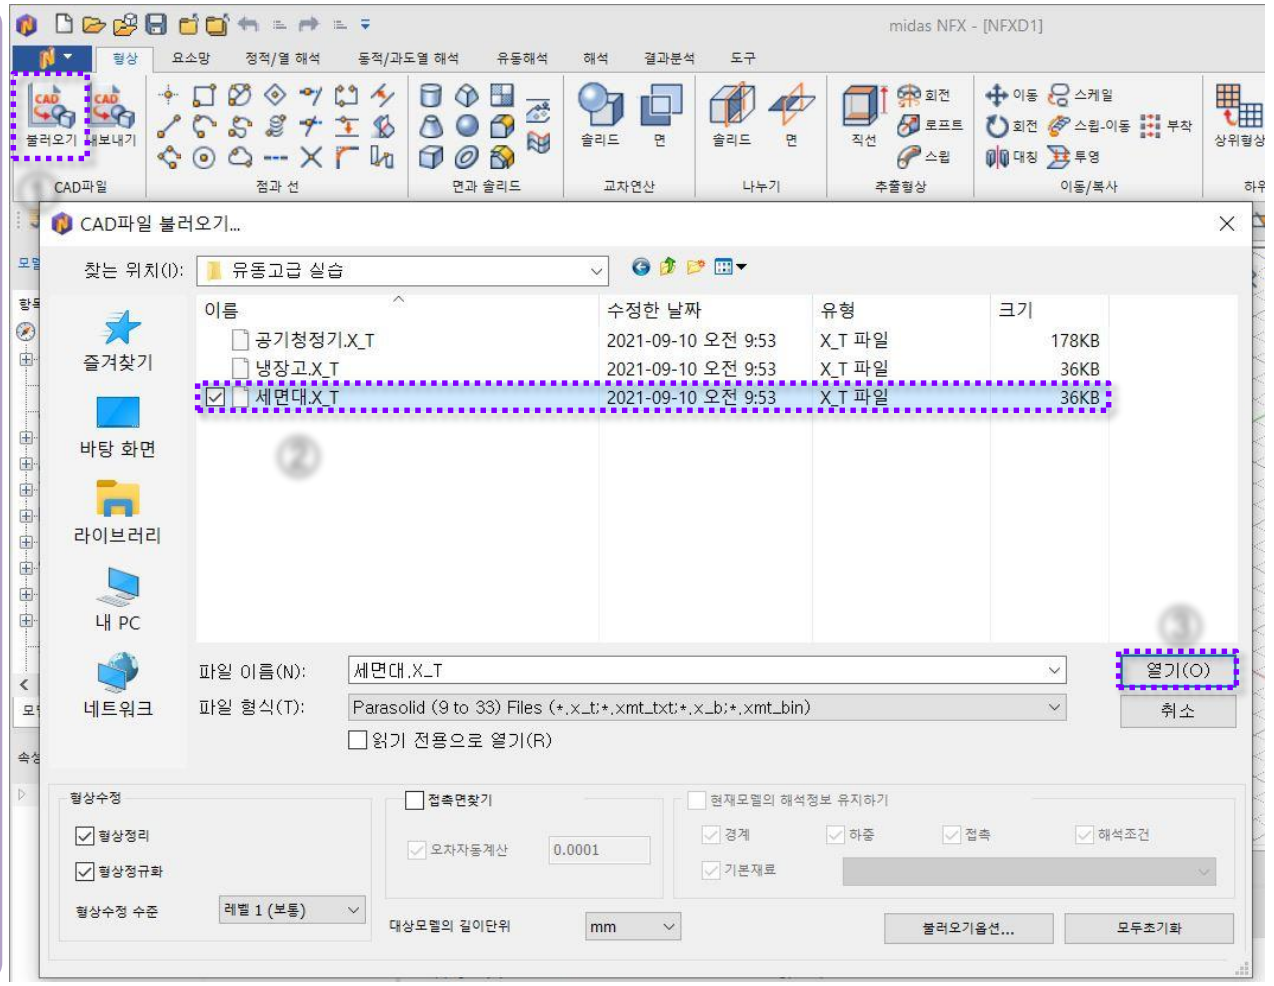 midas NFX - [NFXD1]
형상 요소망 정적/열 해석 동적/과도열 해석 유동해석 해석 결과분석 도구
CAD CAD
불러오기 내보내기
솔리드 면 솔리드 면 직선 회전 로프트 스윕
이동 스케일
회전 스윕-이동 부착
대칭 투영
상위형상
CAD파일 점과 선 면과 솔리드 교차연산 나누기 추출형상 이동/복사 하위
①
CAD파일 불러오기...
찾는 위치(I): 유동고급 실습
이름 수정한 날짜 유형 크기
공기청정기.X_T 2021-09-10 오전 9:53 X_T 파일 178KB
냉장고.X_T 2021-09-10 오전 9:53 X_T 파일 36KB
세면대.X_T 2021-09-10 오전 9:53 X_T 파일 36KB
②
즐겨찾기
바탕 화면
라이브러리
내 PC
네트워크
③
파일 이름(N): 세면대.X_T 열기(O)
파일 형식(T): Parasolid (9 to 33) Files (*.x_t;*.xmt_txt;*.x_b;*.xmt_bin) 취소
읽기 전용으로 열기(R)
형상수정 접촉면찾기 현재모델의 해석정보 유지하기
형상정리 오차자동계산 0.0001 경계 하중 접촉 해석조건
형상정규화 기본재료
형상수정 수준 레벨 1 (보통) 대상모델의 길이단위 mm 불러오기옵션... 모두초기화